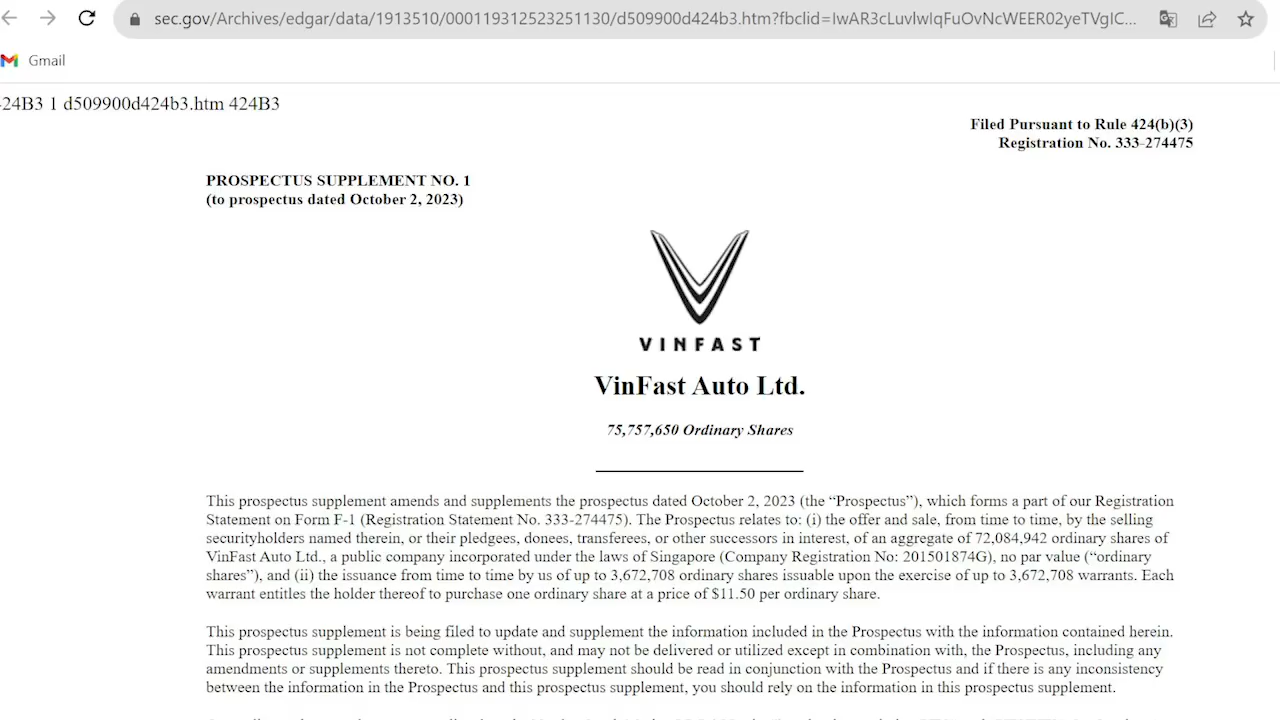 sec.gov/Archives/edgar/data/1913510/000119312523251130/d509900d424b3.htm?fbclid=IwAR3cLuvlwIqFuOvNcWEER02yeTVgIC...
Gmail
424B3 1 d509900d424b3.htm 424B3
Filed Pursuant to Rule 424(b)(3)
Registration No. 333-274475
PROSPECTUS SUPPLEMENT NO. 1
(to prospectus dated October 2, 2023)
VINFAST
VinFast Auto Ltd.
75,757,650 Ordinary Shares
This prospectus supplement amends and supplements the prospectus dated October 2, 2023 (the “Prospectus”), which forms a part of our Registration
Statement on Form F-1 (Registration Statement No. 333-274475). The Prospectus relates to: (i) the offer and sale, from time to time, by the selling
securityholders named therein, or their pledgees, donees, transferees, or other successors in interest, of an aggregate of 72,084,942 ordinary shares of
VinFast Auto Ltd., a public company incorporated under the laws of Singapore (Company Registration No: 201501874G), no par value (“ordinary
shares”), and (ii) the issuance from time to time by us of up to 3,672,708 ordinary shares issuable upon the exercise of up to 3,672,708 warrants. Each
warrant entitles the holder thereof to purchase one ordinary share at a price of $11.50 per ordinary share.
This prospectus supplement is being filed to update and supplement the information included in the Prospectus with the information contained herein.
This prospectus supplement is not complete without, and may not be delivered or utilized except in combination with, the Prospectus, including any
amendments or supplements thereto. This prospectus supplement should be read in conjunction with the Prospectus and if there is any inconsistency
between the information in the Prospectus and this prospectus supplement, you should rely on the information in this prospectus supplement.